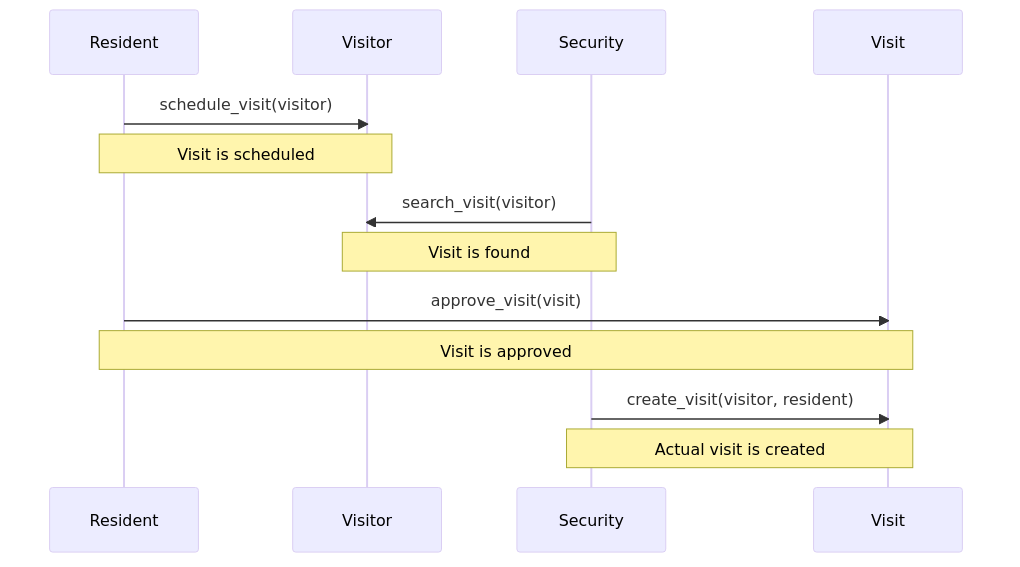 Resident
Visitor
Security
Visit
schedule_visit(visitor)
Visit is scheduled
search_visit(visitor)
Visit is found
approve_visit(visit)
Visit is approved
create_visit(visitor, resident)
Actual visit is created
Resident
Visitor
Security
Visit